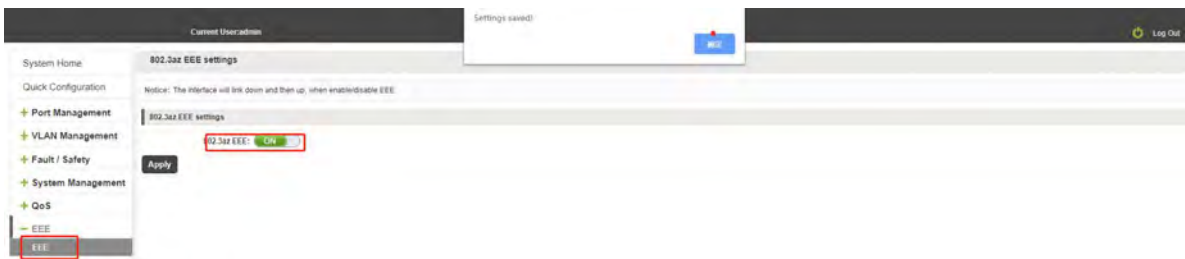 Settings saved!
Current User:admin
Log Out
System Home
Quick Configuration
Port Management
VLAN Management
Fault / Safety
System Management
QoS
EEE
EEE
802.3az EEE settings
Notice: The interface will link down and then up, when enable/disable EEE
802.3az EEE settings
802.3az EEE: ON
Apply